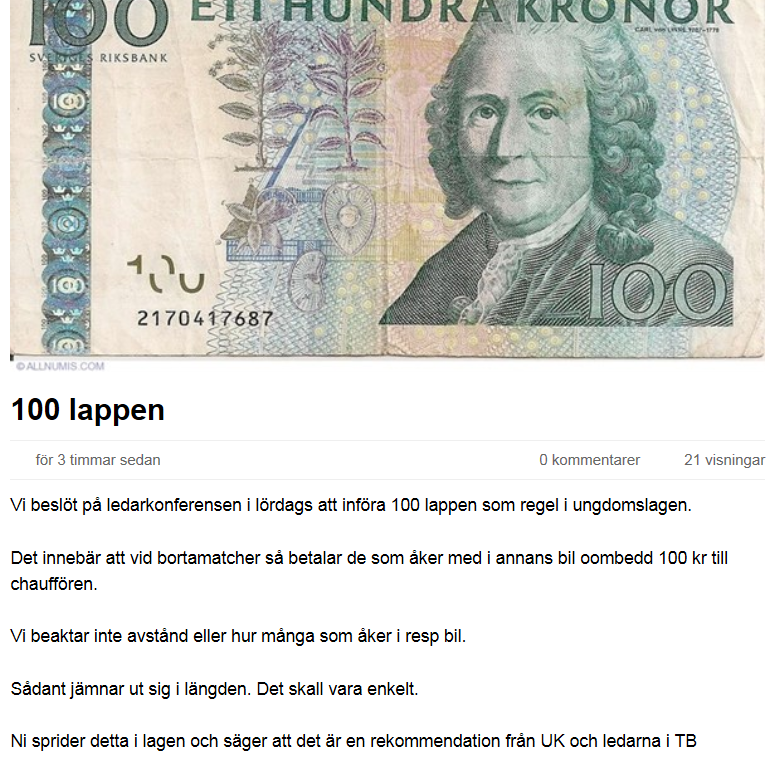 100 ETT HUNDRA KRONOR
CARL von LINNÉ 1707-1778
SVERIGES RIKSBANK
100
2170417687
100
© ALLNUMIS.COM
100 lappen
för 3 timmar sedan 0 kommentarer 21 visningar
Vi beslöt på ledarkonferensen i lördags att införa 100 lappen som regel i ungdomslagen.
Det innebär att vid bortamatcher så betalar de som åker med i annans bil oombedd 100 kr till
chauffören.
Vi beaktar inte avstånd eller hur många som åker i resp bil.
Sådant jämnar ut sig i längden. Det skall vara enkelt.
Ni sprider detta i lagen och säger att det är en rekommendation från UK och ledarna i TB